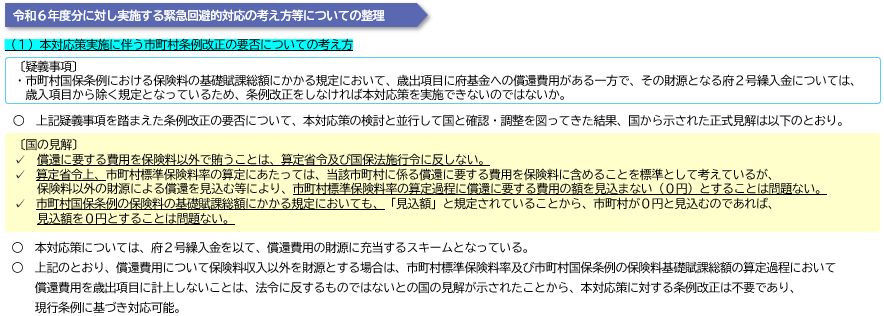 令和６年度分に対し実施する緊急回避的対応の考え方等についての整理
（１）本対応策実施に伴う市町村条例改正の要否についての考え方
〔疑義事項〕
・市町村国保条例における保険料の基礎賦課総額にかかる規定において、歳出項目に府基金への償還費用がある一方で、その財源となる府２号繰入金については、
歳入項目から除く規定となっているため、条例改正をしなければ本対応策を実施できないのではないか。
○　上記疑義事項を踏まえた条例改正の要否について、本対応策の検討と並行して国と確認・調整を図ってきた結果、国から示された正式見解は以下のとおり。
〔国の見解〕
✓　償還に要する費用を保険料以外で賄うことは、算定省令及び国保法施行令に反しない。
✓　算定省令上、市町村標準保険料率の算定にあたっては、当該市町村に係る償還に要する費用を保険料に含めることを標準として考えているが、
保険料以外の財源による償還を見込む等により、市町村標準保険料率の算定過程に償還に要する費用の額を見込まない（０円）とすることは問題ない。
✓　市町村国保条例の保険料の基礎賦課総額にかかる規定においても、「見込額」と規定されていることから、市町村が０円と見込むのであれば、
見込額を０円とすることは問題ない。
○　本対応策については、府２号繰入金を以て、償還費用の財源に充当するスキームとなっている。
○　上記のとおり、償還費用について保険料収入以外を財源とする場合は、市町村標準保険料率及び市町村国保条例の保険料基礎賦課総額の算定過程において
償還費用を歳出項目に計上しないことは、法令に反するものではないとの国の見解が示されたことから、本対応策に対する条例改正は不要であり、
現行条例に基づき対応可能。